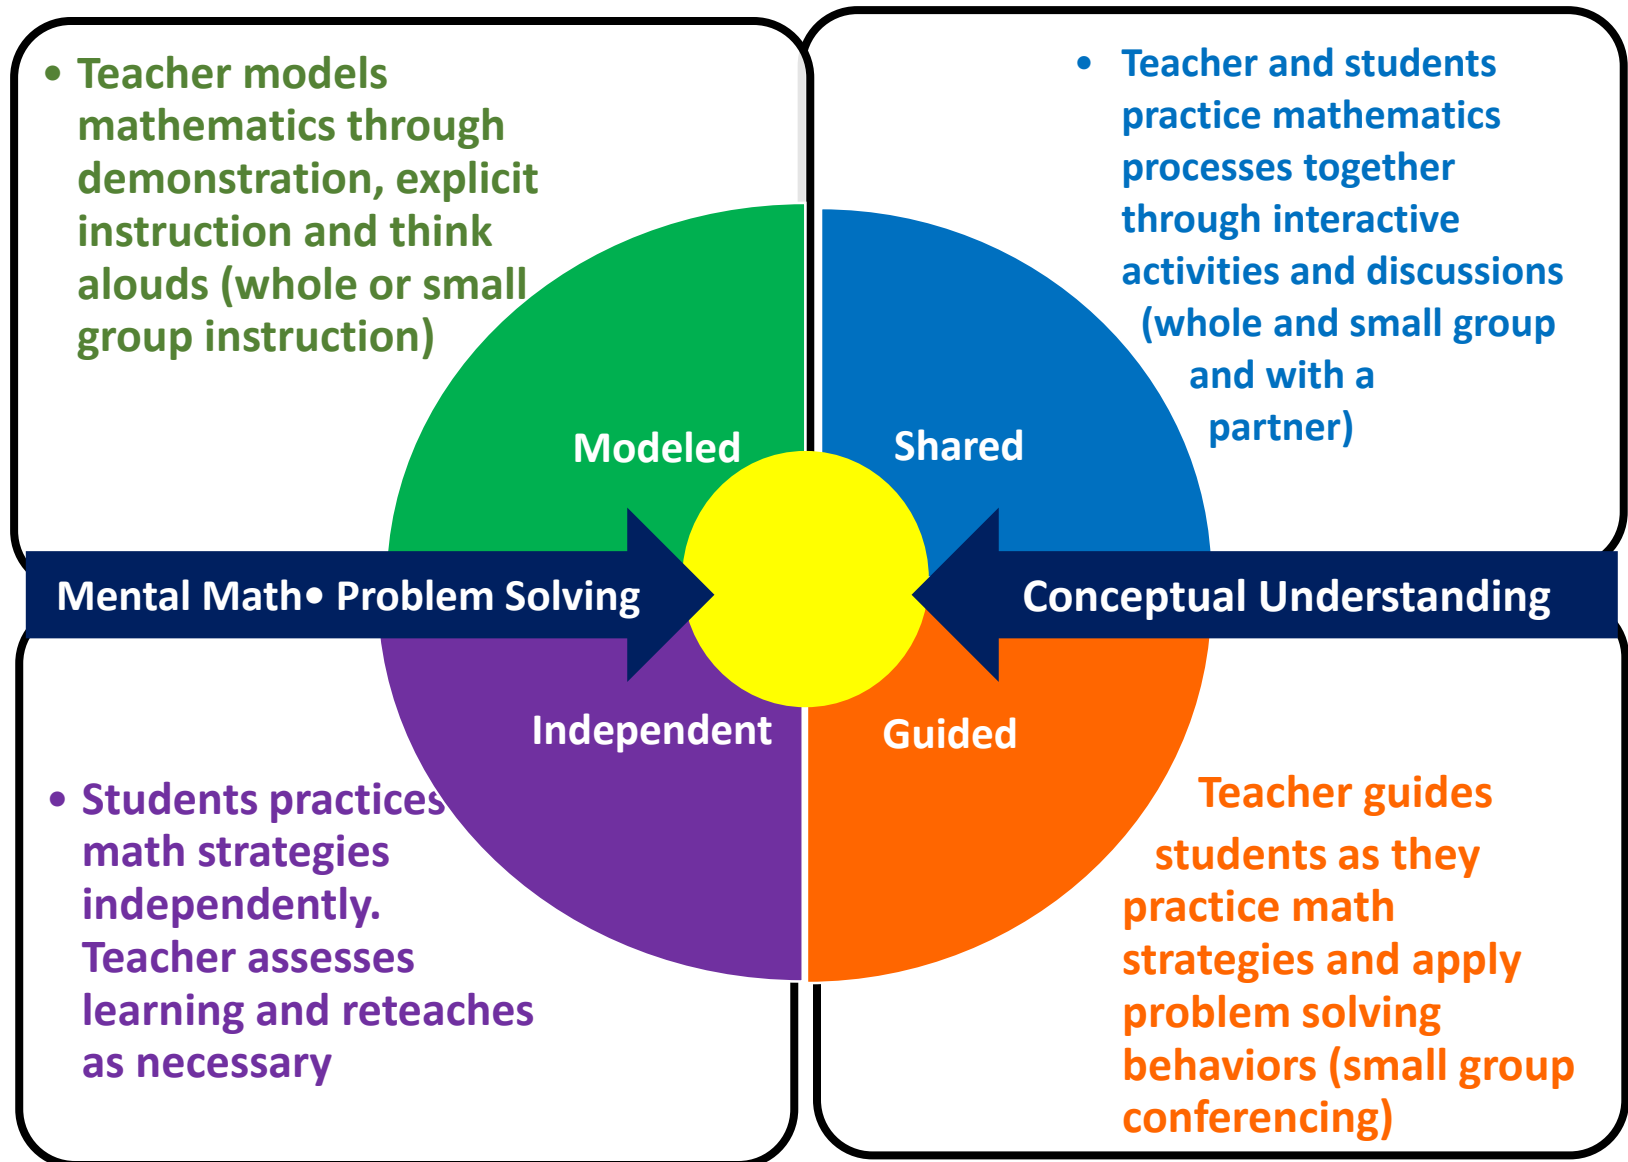 • Teacher models
mathematics through
demonstration, explicit
instruction and think
alouds (whole or small
group instruction)
• Teacher and students
practice mathematics
processes together
through interactive
activities and discussions
(whole and small group
and with a
partner)
Modeled
Shared
Mental Math• Problem Solving
Conceptual Understanding
Independent
Guided
• Students practices
math strategies
independently.
Teacher assesses
learning and reteaches
as necessary
Teacher guides
students as they
practice math
strategies and apply
problem solving
behaviors (small group
conferencing)